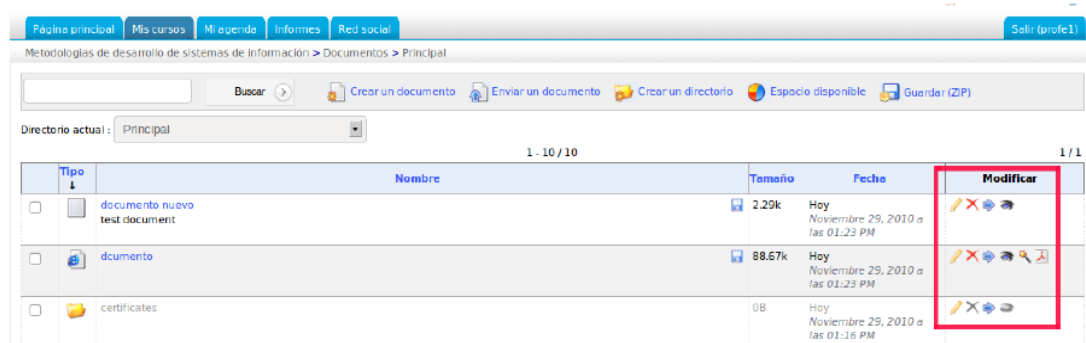 Página principal Mis cursos Mi agenda Informes Red social Salir (profe1)
Metodologías de desarrollo de sistemas de información > Documentos > Principal
Buscar Crear un documento Enviar un documento Crear un directorio Espacio disponible Guardar (ZIP)
Directorio actual : Principal
1 - 10 / 10 1 / 1
Tipo Nombre Tamaño Fecha Modificar
documento nuevo 2.29k Hoy
test document Noviembre 29, 2010 a
las 01:23 PM
dcumento 88.67k Hoy
Noviembre 29, 2010 a
las 01:23 PM
certificates 0B Hoy
Noviembre 29, 2010 a
las 01:16 PM